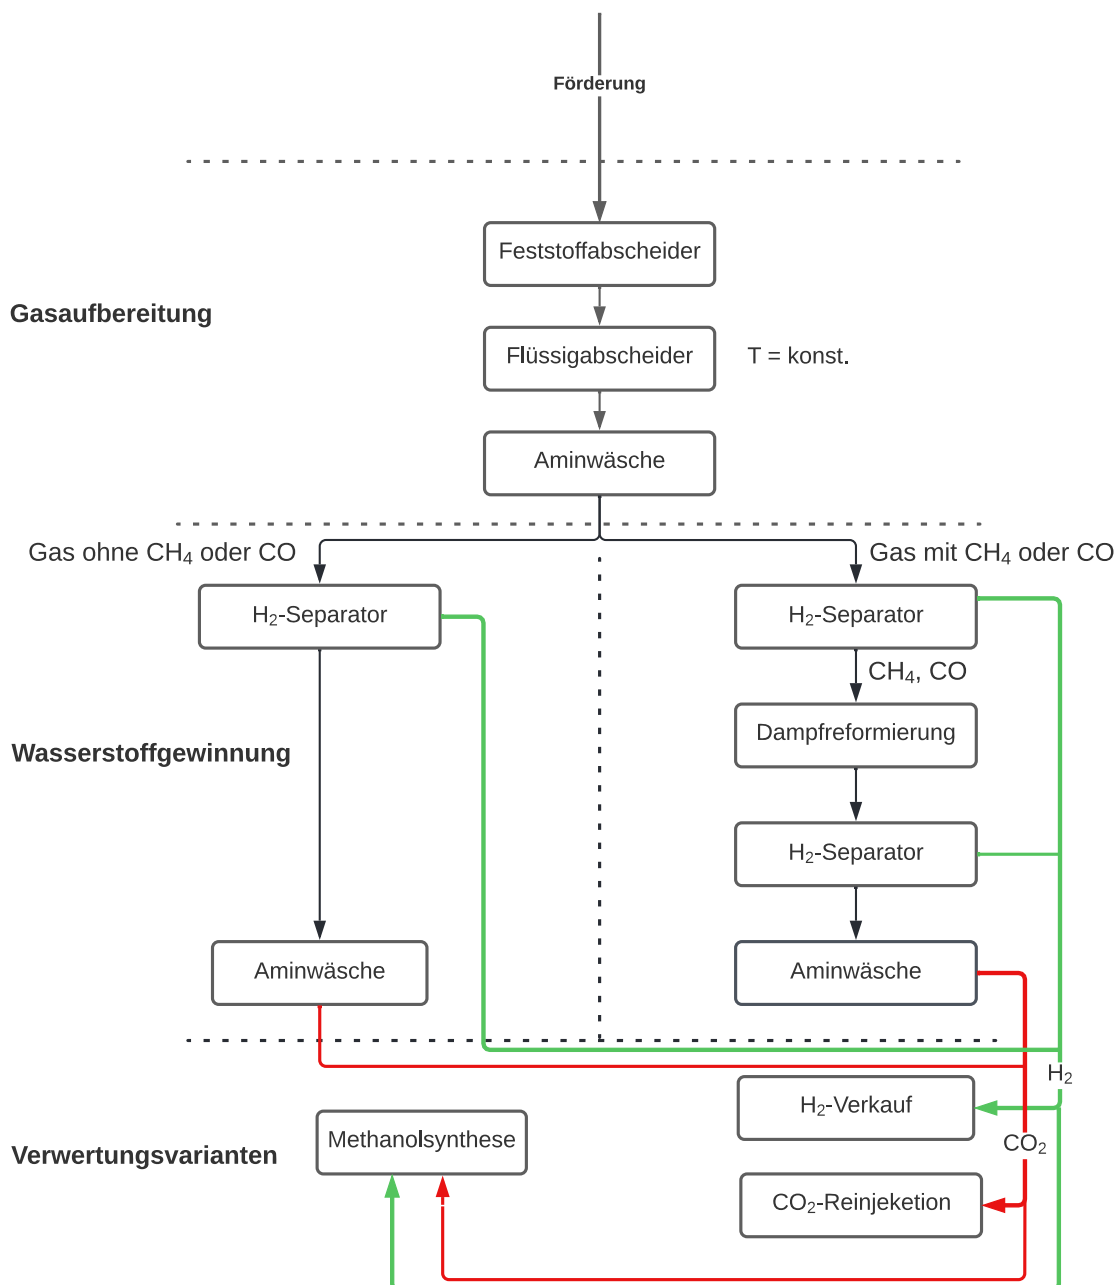 Förderung
Feststoffabscheider
Gasaufbereitung
Flüssigabscheider
T = konst.
Aminwäsche
Gas ohne CH₄ oder CO
Gas mit CH₄ oder CO
H₂-Separator
H₂-Separator
CH₄, CO
Dampfreformierung
Wasserstoffgewinnung
H₂-Separator
Aminwäsche
Aminwäsche
H₂
H₂-Verkauf
Methanolsynthese
CO₂
Verwertungsvarianten
CO₂-Reinjeketion